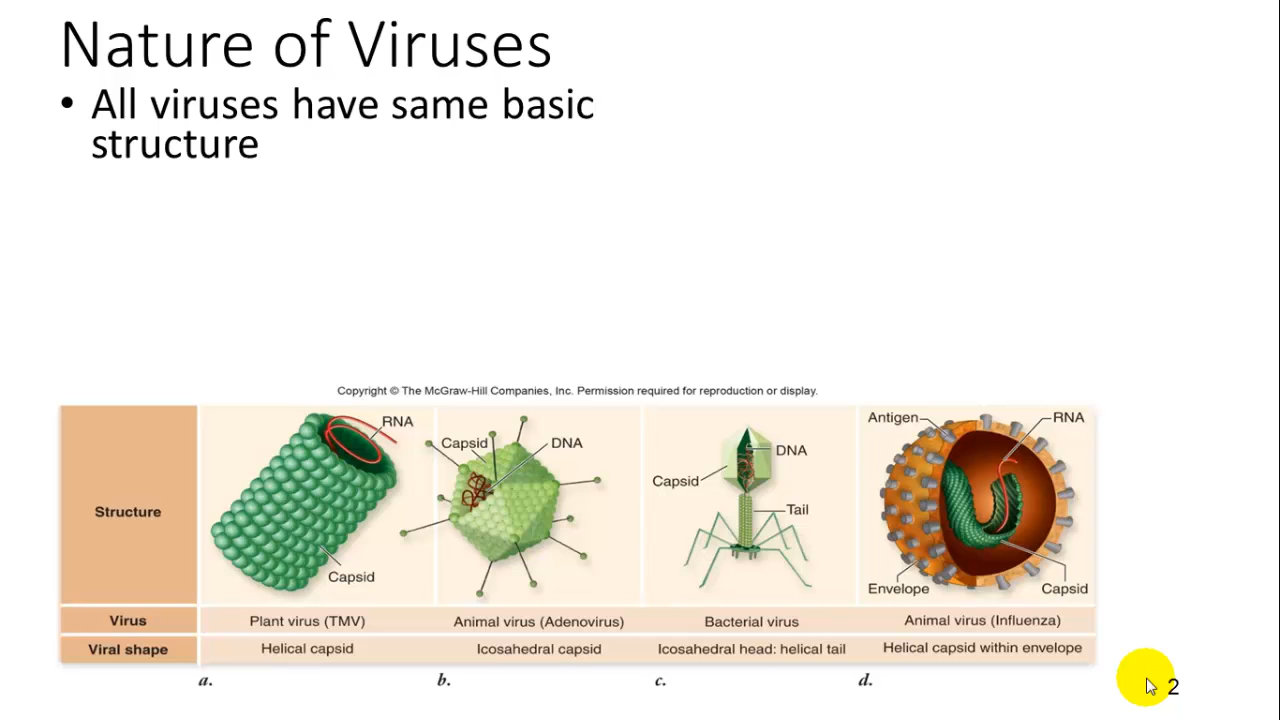 Nature of Viruses
• All viruses have same basic
structure
Copyright © The McGraw-Hill Companies, Inc. Permission required for reproduction or display.
Structure
RNA
Capsid
Capsid
DNA
Capsid
DNA
Tail
Antigen
RNA
Envelope
Capsid
Virus
Plant virus (TMV)
Animal virus (Adenovirus)
Bacterial virus
Animal virus (Influenza)
Viral shape
Helical capsid
Icosahedral capsid
Icosahedral head: helical tail
Helical capsid within envelope
a.
b.
c.
d.
2